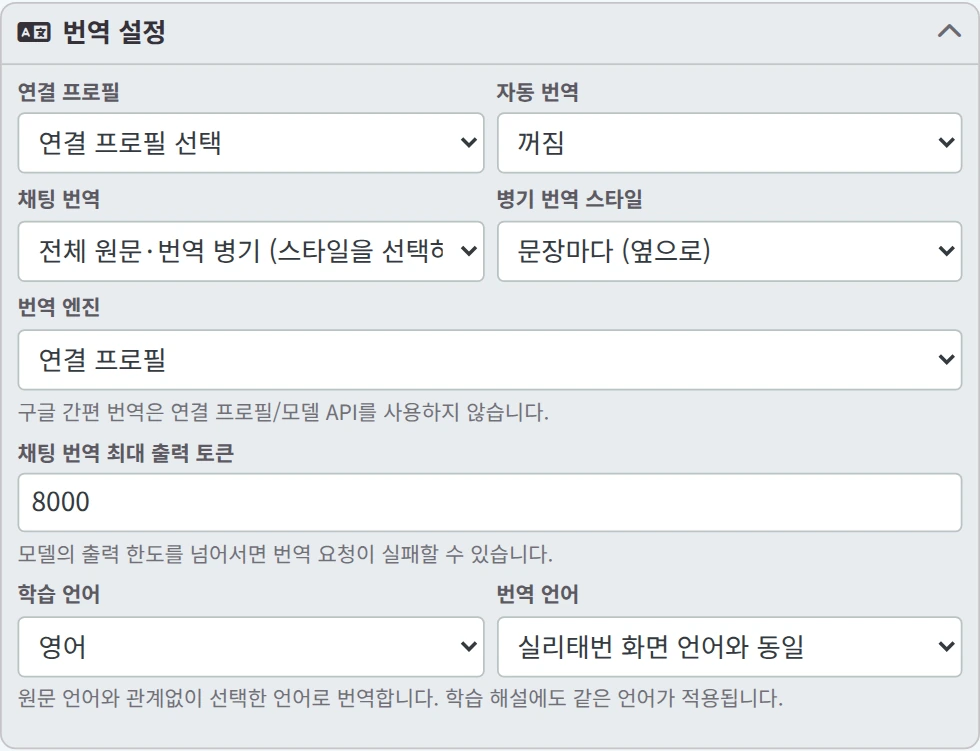 번역 설정
연결 프로필
자동 번역
연결 프로필 선택
꺼짐
채팅 번역
병기 번역 스타일
전체 원문·번역 병기 (스타일을 선택하
문장마다 (옆으로)
번역 엔진
연결 프로필
구글 간편 번역은 연결 프로필/모델 API를 사용하지 않습니다.
채팅 번역 최대 출력 토큰
8000
모델의 출력 한도를 넘어서면 번역 요청이 실패할 수 있습니다.
학습 언어
번역 언어
영어
실리태번 화면 언어와 동일
원문 언어와 관계없이 선택한 언어로 번역합니다. 학습 해설에도 같은 언어가 적용됩니다.